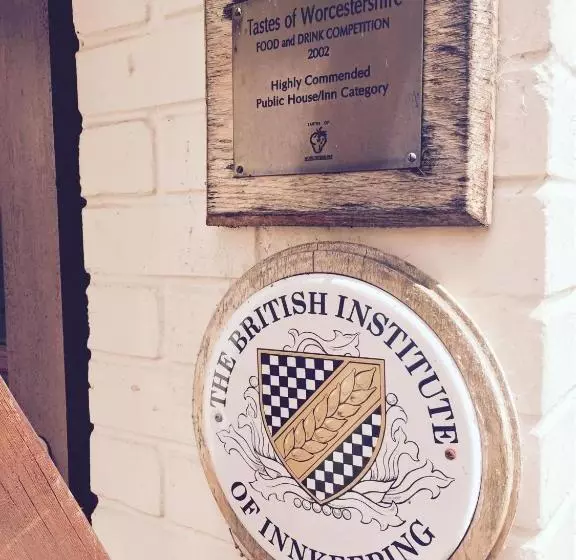 Tastes of Worcestershire
FOOD and DRINK COMPETITION
2002
Highly Commended
Public House/Inn Category
THE BRITISH INSTITUTE
OF INNKEEPING